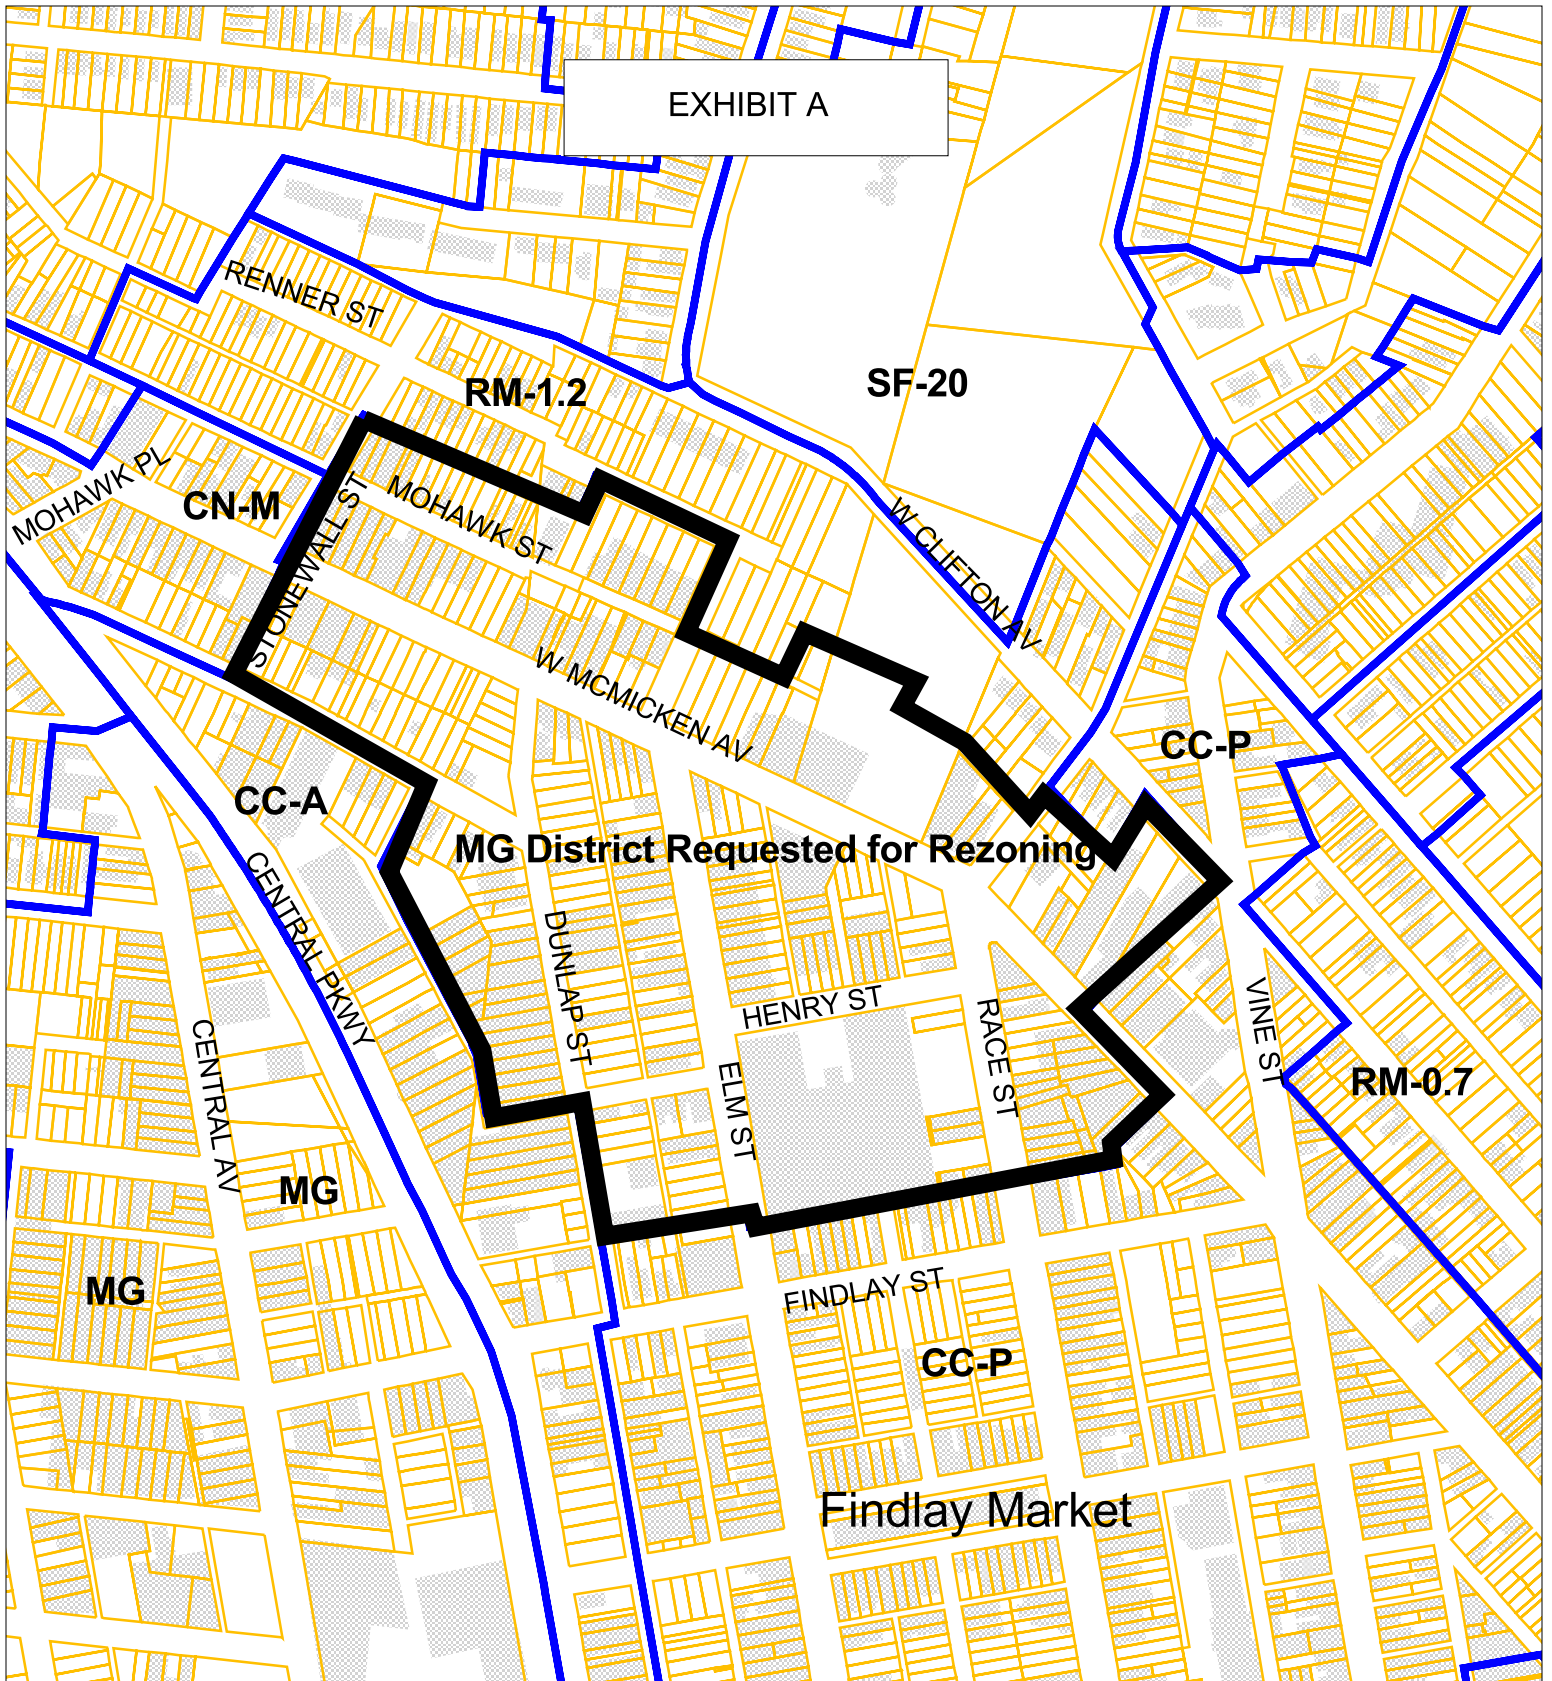 EXHIBIT A
RENNER ST
RM-1.2
SF-20
MOHAWK PL
CN-M
STONEWALL ST
MOHAWK ST
W CLIFTON AV
W MCMICKEN AV
CC-P
CC-A
MG District Requested for Rezoning
CENTRAL PKWY
DUNLAP ST
HENRY ST
RACE ST
VINE ST
CENTRAL AV
ELM ST
RM-0.7
MG
MG
FINDLAY ST
CC-P
Findlay Market